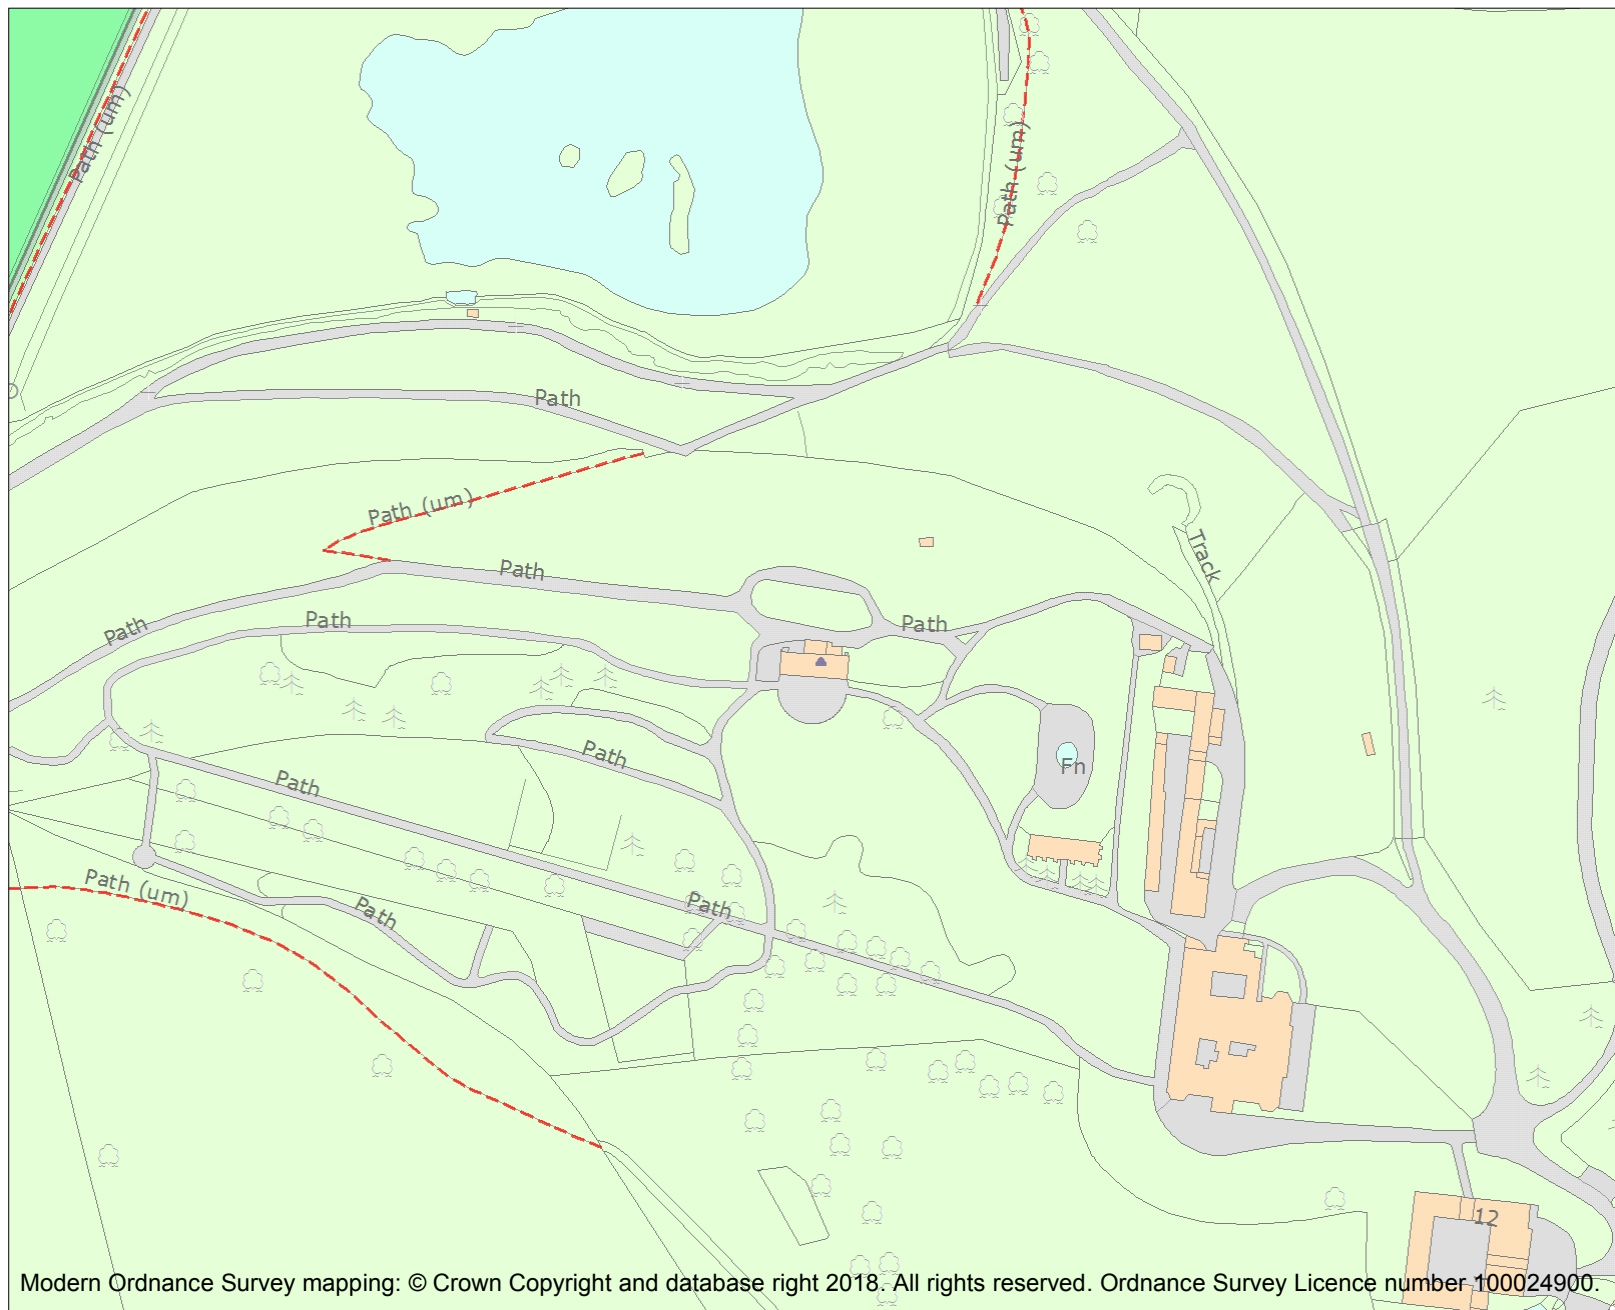 Path (um)
Path (um)
Path
Path (um)
Track
Path
Path
Path
Path
Path
Fn
Path
Path (um)
Path
Path
12
Modern Ordnance Survey mapping: © Crown Copyright and database right 2018. All rights reserved. Ordnance Survey Licence number 100024900.